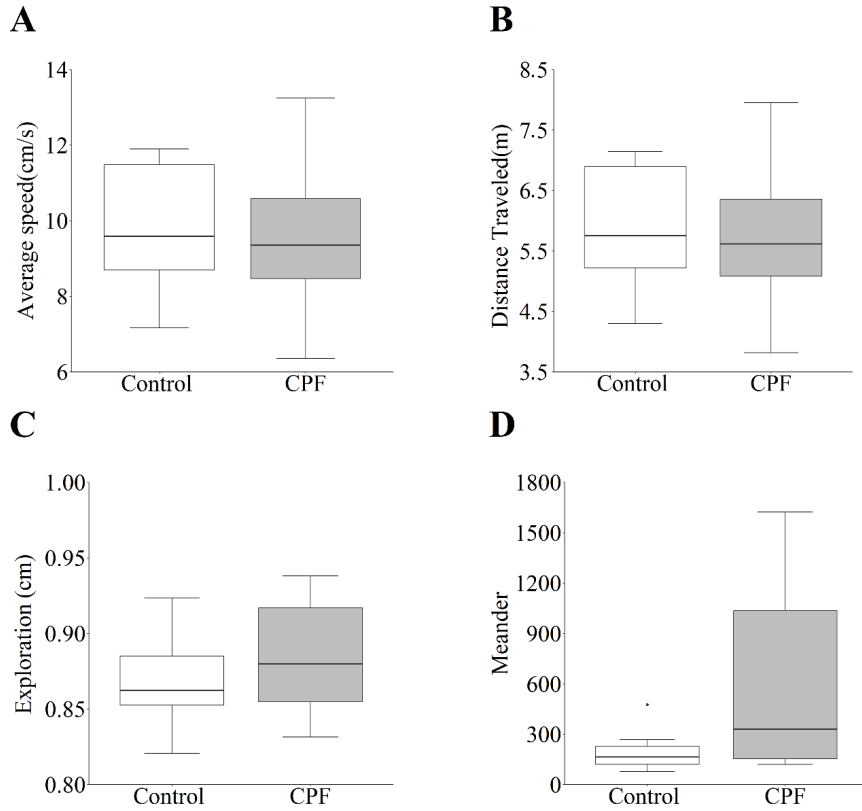 A
Average speed(cm/s)
14
12
10
8
6
Control
CPF
B
Distance Traveled(m)
8.5
7.5
6.5
5.5
4.5
3.5
Control
CPF
C
Exploration (cm)
1.00
0.95
0.90
0.85
0.80
Control
CPF
D
Meander
1800
1500
1200
900
600
300
0
Control
CPF